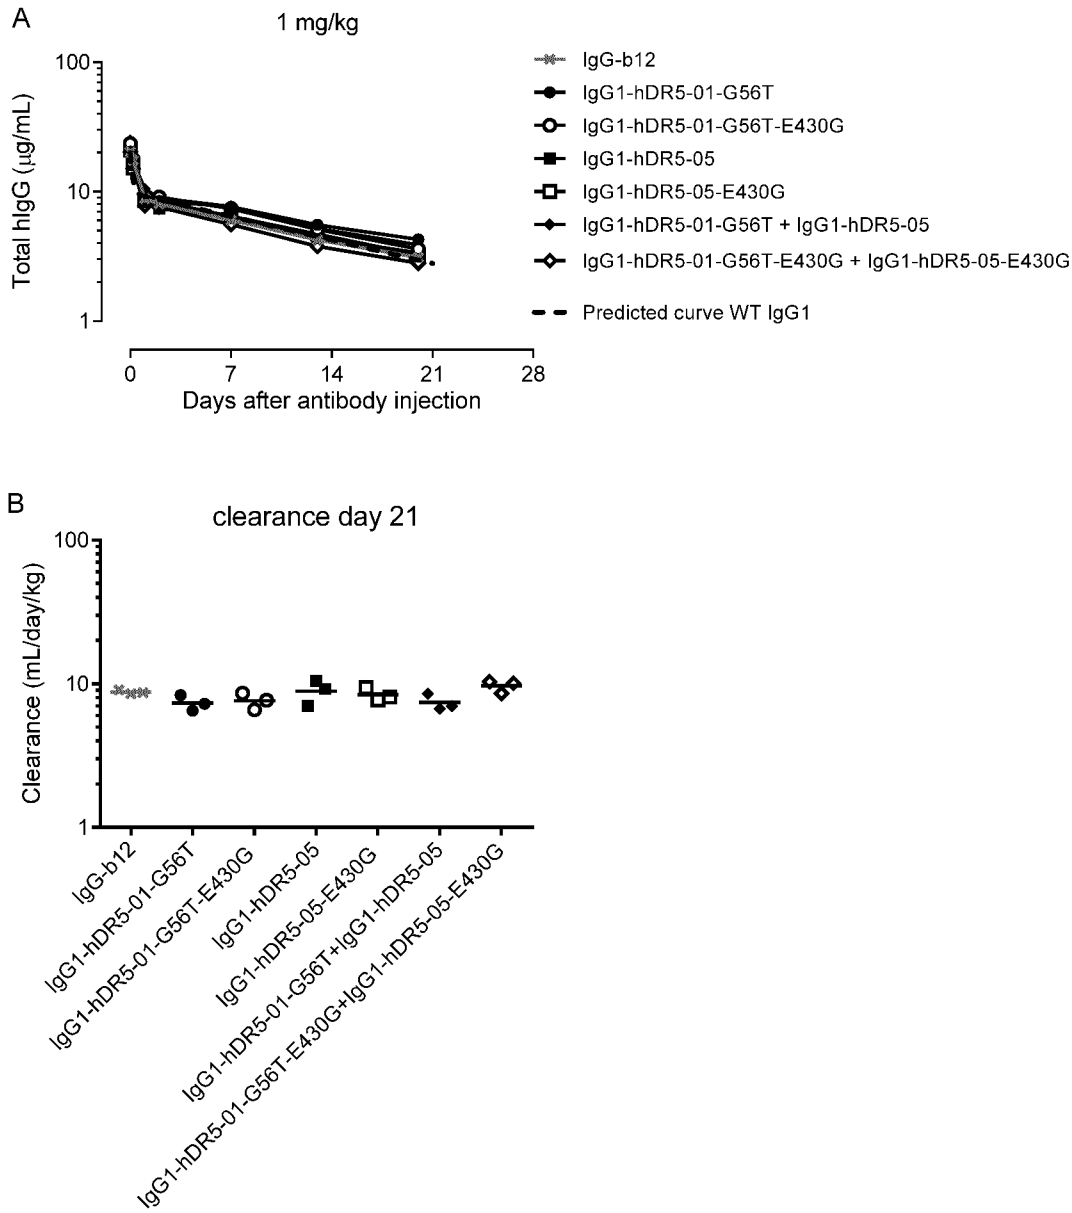 A
1 mg/kg
100
10
1
Total hIgG (µg/mL)
0 7 14 21 28
Days after antibody injection
IgG-b12
IgG1-hDR5-01-G56T
IgG1-hDR5-01-G56T-E430G
IgG1-hDR5-05
IgG1-hDR5-05-E430G
IgG1-hDR5-01-G56T + IgG1-hDR5-05
IgG1-hDR5-01-G56T-E430G + IgG1-hDR5-05-E430G
Predicted curve WT IgG1
B
clearance day 21
100
10
1
Clearance (mL/day/kg)
IgG-b12
IgG1-hDR5-01-G56T
IgG1-hDR5-01-G56T-E430G
IgG1-hDR5-05
IgG1-hDR5-05-E430G
IgG1-hDR5-01-G56T+IgG1-hDR5-05
IgG1-hDR5-01-G56T-E430G+IgG1-hDR5-05-E430G